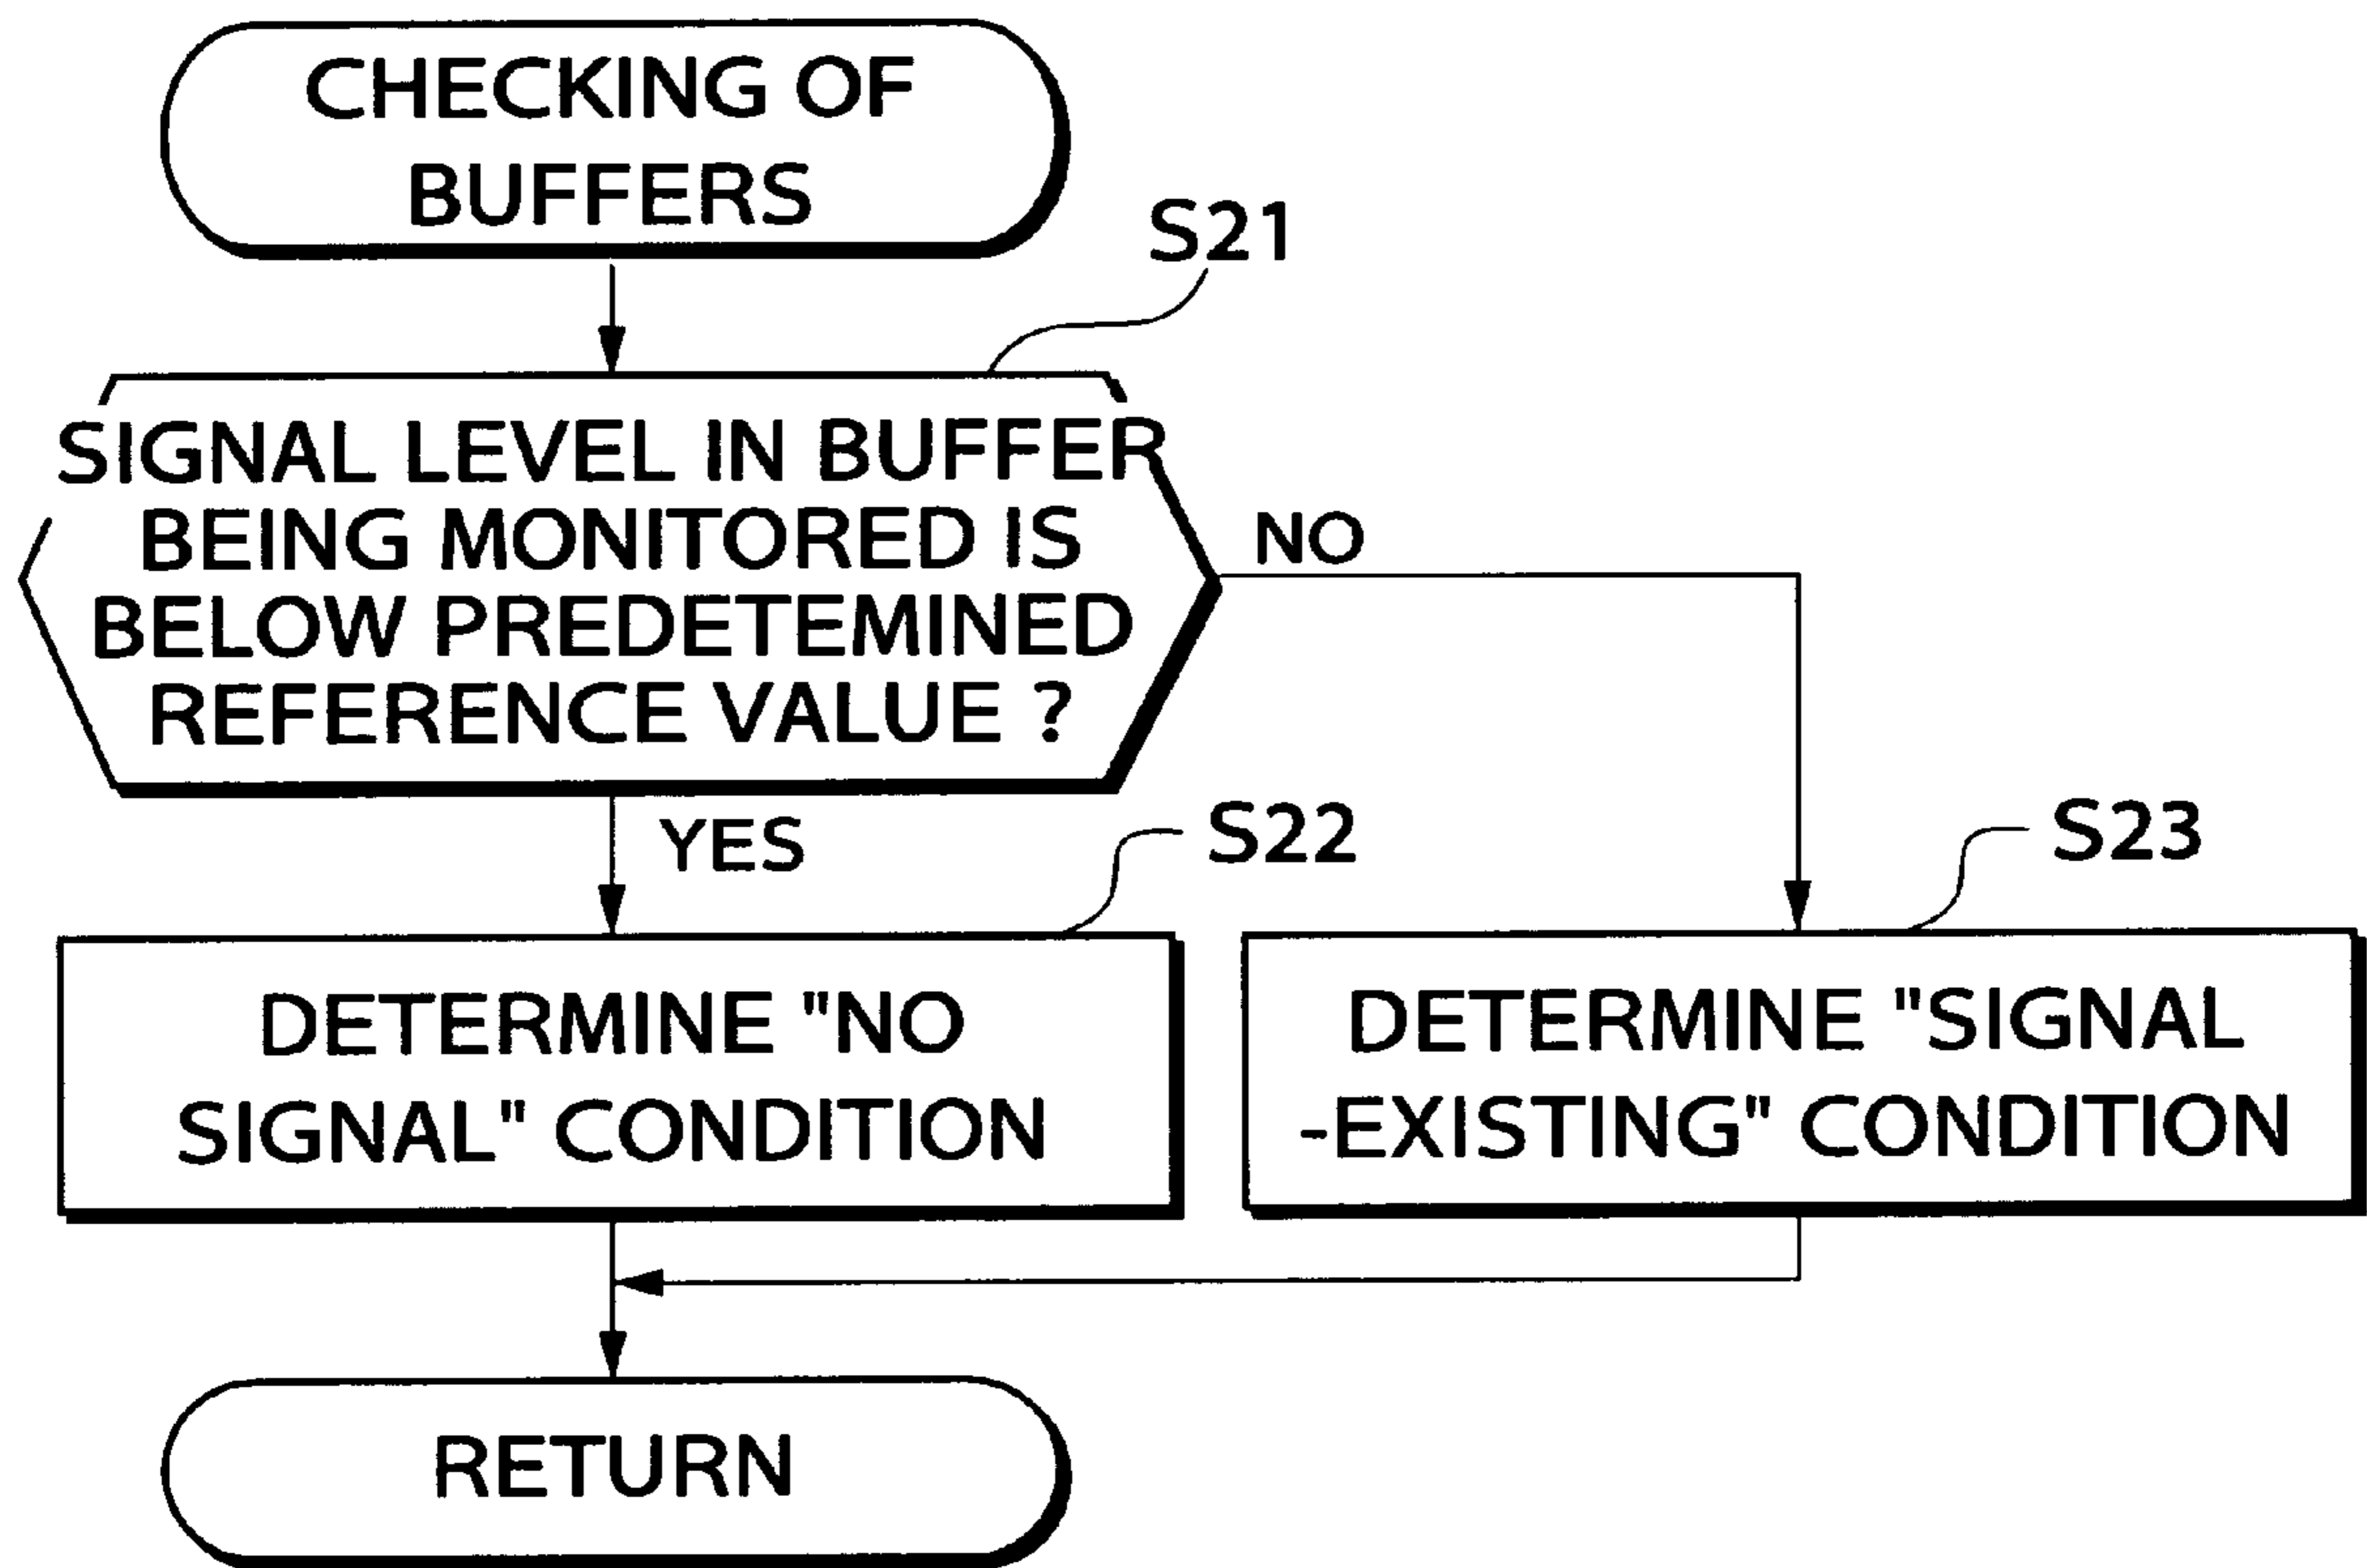 CHECKING OF
BUFFERS
S21
SIGNAL LEVEL IN BUFFER
BEING MONITORED IS
BELOW PREDETEMINED
REFERENCE VALUE ?
NO
YES
S22
S23
DETERMINE "NO
SIGNAL" CONDITION
DETERMINE "SIGNAL
-EXISTING" CONDITION
RETURN